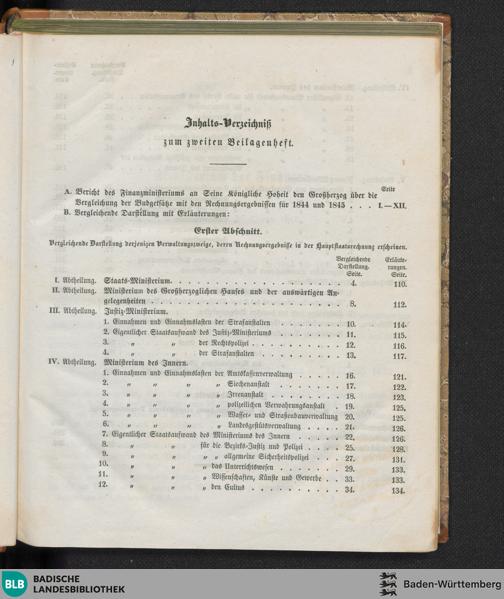 Inhalts-Verzeichniß
zum zweiten Beilagenheft.
Seite
A. Bericht des Finanzministeriums an Seine Königliche Hoheit den Großherzog über die
Vergleichung der Budgetsätze mit den Rechnungsergebnissen für 1844 und 1845 . . . I.—XII.
B. Vergleichende Darstellung mit Erläuterungen:
Erster Abschnitt.
Vergleichende Darstellung derjenigen Verwaltungszweige, deren Rechnungsergebnisse in der Hauptstaatsrechnung erscheinen.
Vergleichende Erläute-
Darstellung. rungen.
Seite. Seite.
I. Abtheilung. Staats-Ministerium. 4. 110.
II. Abtheilung. Ministerium des Großherzoglichen Hauses und der auswärtigen An-
gelegenheiten 8. 112.
III. Abtheilung. Justiz-Ministerium.
1. Einnahmen und Einnahmslasten der Strafanstalten 10. 114.
2. Eigentlicher Staatsaufwand des Justiz-Ministeriums 11. 115.
3. „ „ der Rechtspolizei 12. 116.
4. „ „ der Strafanstalten 13. 117.
IV. Abtheilung. Ministerium des Innern.
1. Einnahmen und Einnahmslasten der Amtskassenverwaltung 16. 121.
2. „ „ „ „ Siechenanstalt 17. 122.
3. „ „ „ „ Irrenanstalt 18. 123.
4. „ „ „ „ polizeilichen Verwahrungsanstalt 19. 125.
5. „ „ „ „ Wasser- und Straßenbauverwaltung 20. 125.
6. „ „ „ „ Landesgestütsverwaltung 21. 126.
7. Eigentlicher Staatsaufwand des Ministeriums des Innern 22. 126.
8. „ „ für die Bezirks-Justiz und Polizei 25. 128.
9. „ „ „ „ allgemeine Sicherheitspolizei 27. 131.
10. „ „ „ das Unterrichtswesen 29. 133.
11. „ „ „ Wissenschaften, Künste und Gewerbe 33. 133.
12. „ „ „ den Cultus 34. 134.
BLB BADISCHE
LANDESBIBLIOTHEK
Baden-Württemberg